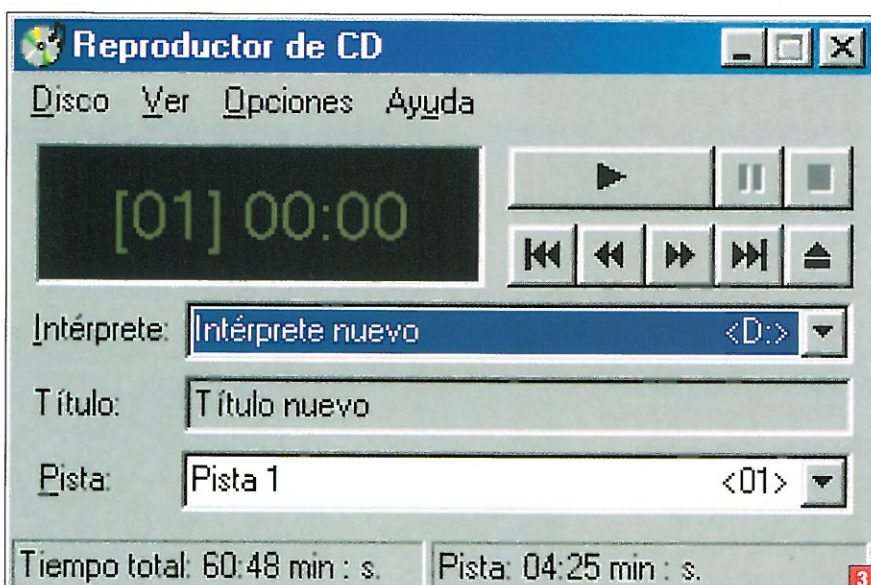 Reproductor de CD
Disco Ver Opciones Ayuda
[01] 00:00
Intérprete: Intérprete nuevo <D:>
Título: Título nuevo
Pista: Pista 1 <01>
Tiempo total: 60:48 min : s. Pista: 04:25 min : s.
3